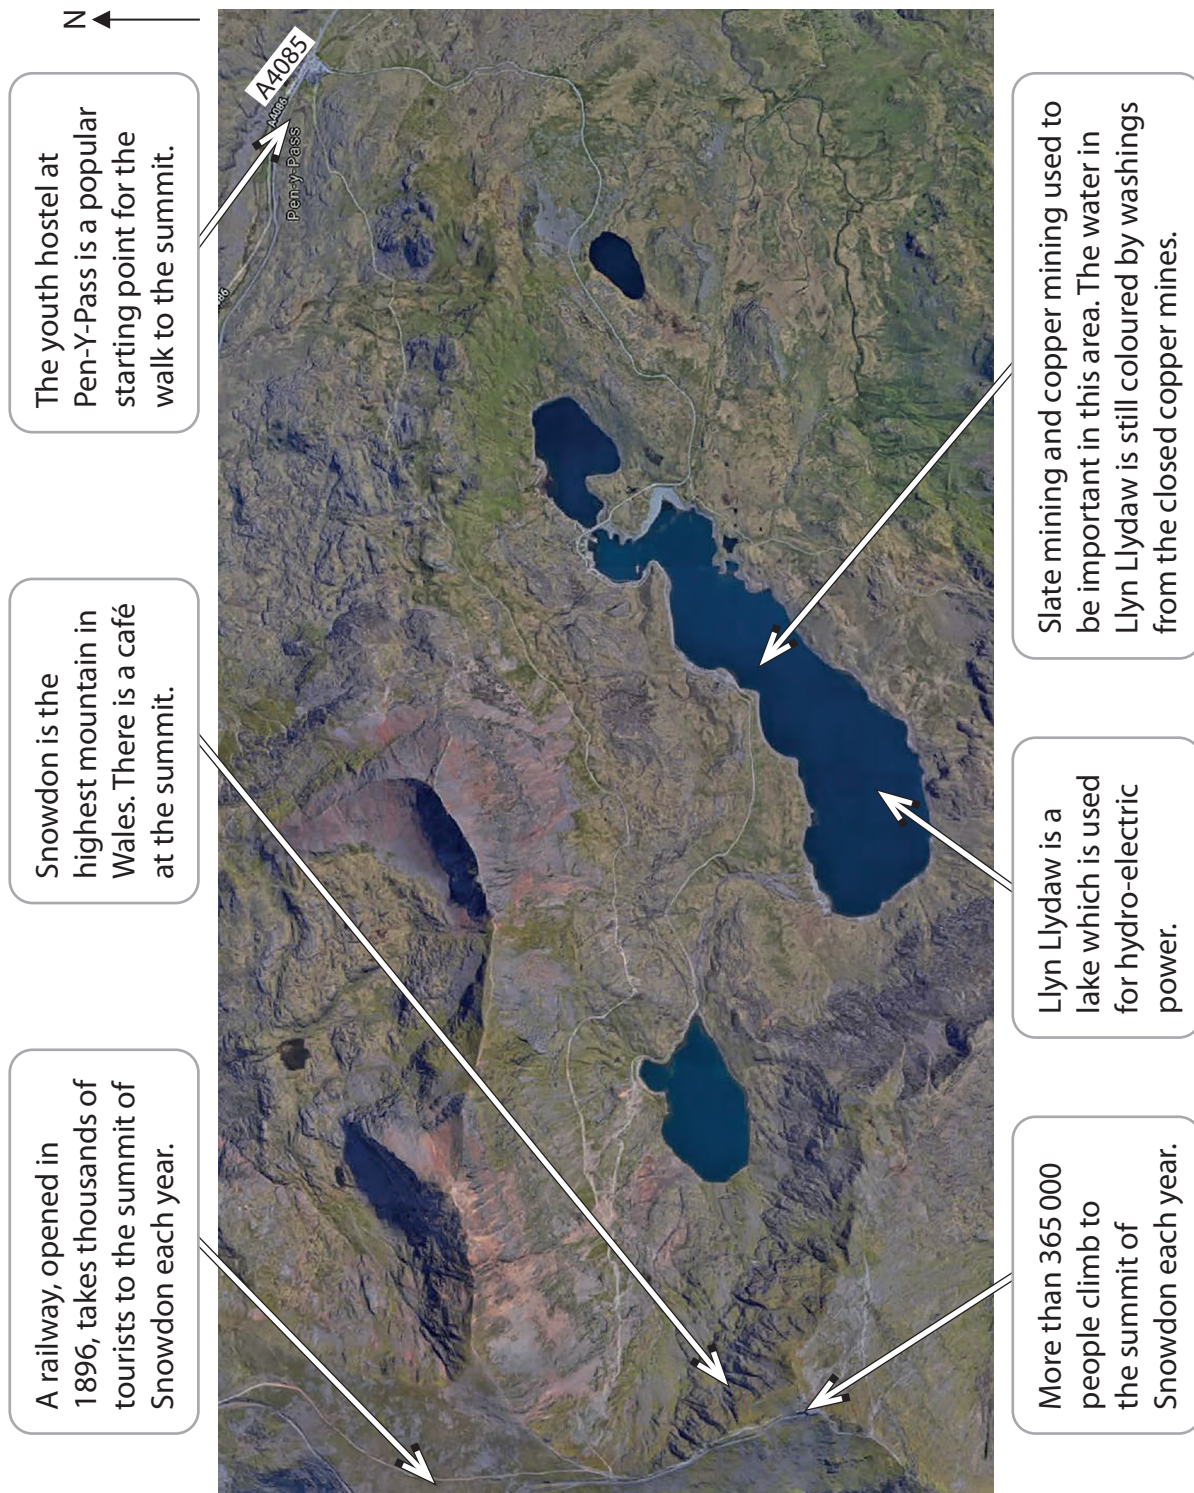 A railway, opened in
1896, takes thousands of
tourists to the summit of
Snowdon each year.
Snowdon is the
highest mountain in
Wales. There is a café
at the summit.
The youth hostel at
Pen-Y-Pass is a popular
starting point for the
walk to the summit.
N
86
A4086
A4085
Pen-y-Pass
More than 365 000
people climb to
the summit of
Snowdon each year.
Llyn Llydaw is a
lake which is used
for hydro-electric
power.
Slate mining and copper mining used to
be important in this area. The water in
Llyn Llydaw is still coloured by washings
from the closed copper mines.